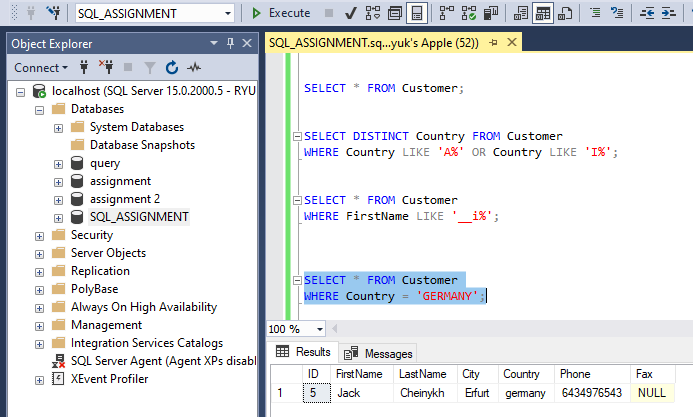 SQL_ASSIGNMENT
Execute
Object Explorer
SQL_ASSIGNMENT.sq...yuk's Apple (52))
Connect
localhost (SQL Server 15.0.2000.5 - RYU
Databases
System Databases
Database Snapshots
query
assignment
assignment 2
SQL_ASSIGNMENT
Security
Server Objects
Replication
PolyBase
Always On High Availability
Management
Integration Services Catalogs
SQL Server Agent (Agent XPs disabl
XEvent Profiler
SELECT * FROM Customer;
SELECT DISTINCT Country FROM Customer
WHERE Country LIKE 'A%' OR Country LIKE 'I%';
SELECT * FROM Customer
WHERE FirstName LIKE '__i%';
SELECT * FROM Customer
WHERE Country = 'GERMANY';
100 %
Results Messages
ID FirstName LastName City Country Phone Fax
1 5 Jack Cheinykh Erfurt germany 6434976543 NULL